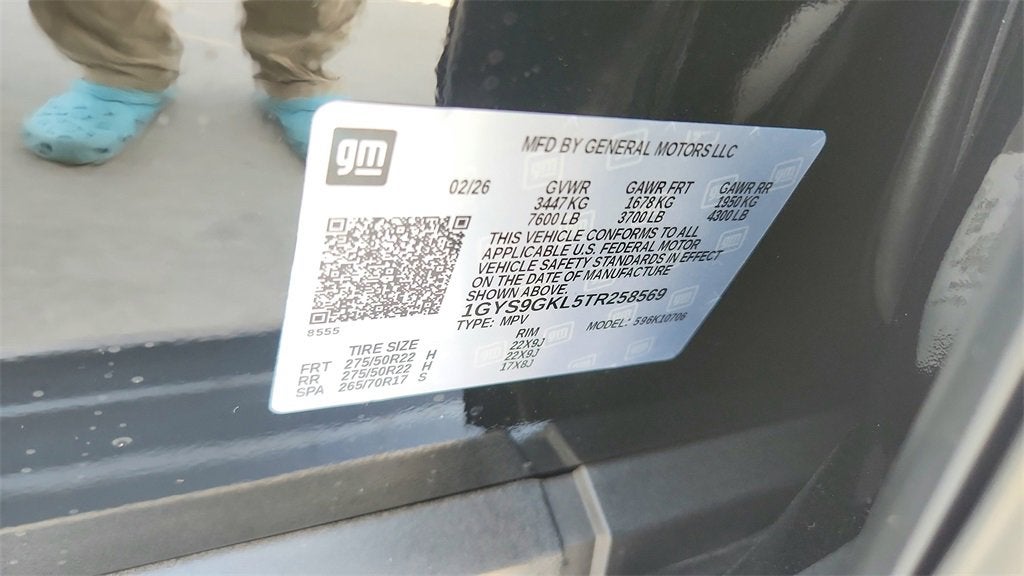 gm
MFD BY GENERAL MOTORS LLC
02/26 GVWR GAWR FRT GAWR RR
3447 KG 1678 KG 1950 KG
7600 LB 3700 LB 4300 LB
THIS VEHICLE CONFORMS TO ALL
APPLICABLE U.S. FEDERAL MOTOR
VEHICLE SAFETY STANDARDS IN EFFECT
ON THE DATE OF MANUFACTURE
SHOWN ABOVE.
1GYS9GKL5TR258569
TYPE: MPV MODEL: 596K10706
8555
TIRE SIZE RIM
FRT 275/50R22 H 22X9J
RR 275/50R22 H 22X9J
SPA 265/70R17 S 17X8J